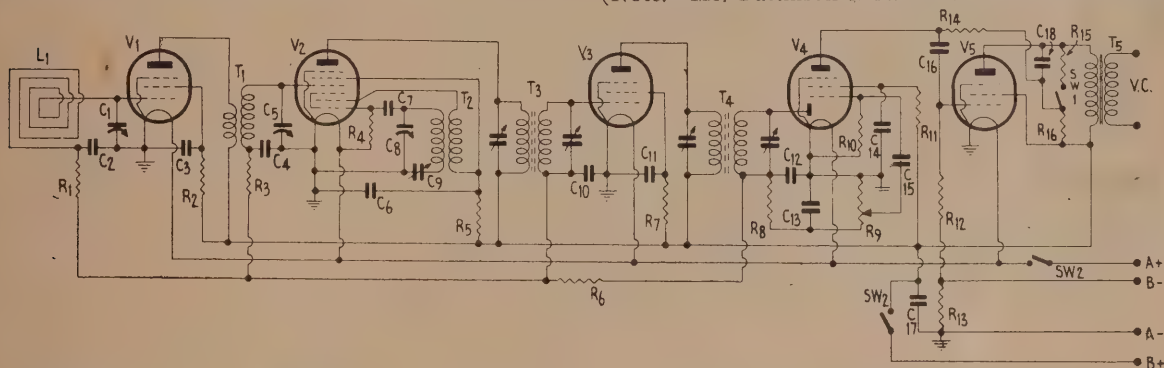 L1
V1
C1
C2
R1
C3
R2
T1
R3
C4
C5
V2
R4
C7
C8
C9
C6
T2
R5
T3
C10
V3
C11
R7
R6
T4
R8
C12
C13
V4
R10
C14
C15
R9
R11
R14
C16
R12
V5
C18
R15
SW1
R16
T5
V.C.
SW2
SW2
C17
R13
A+
B-
A-
B+